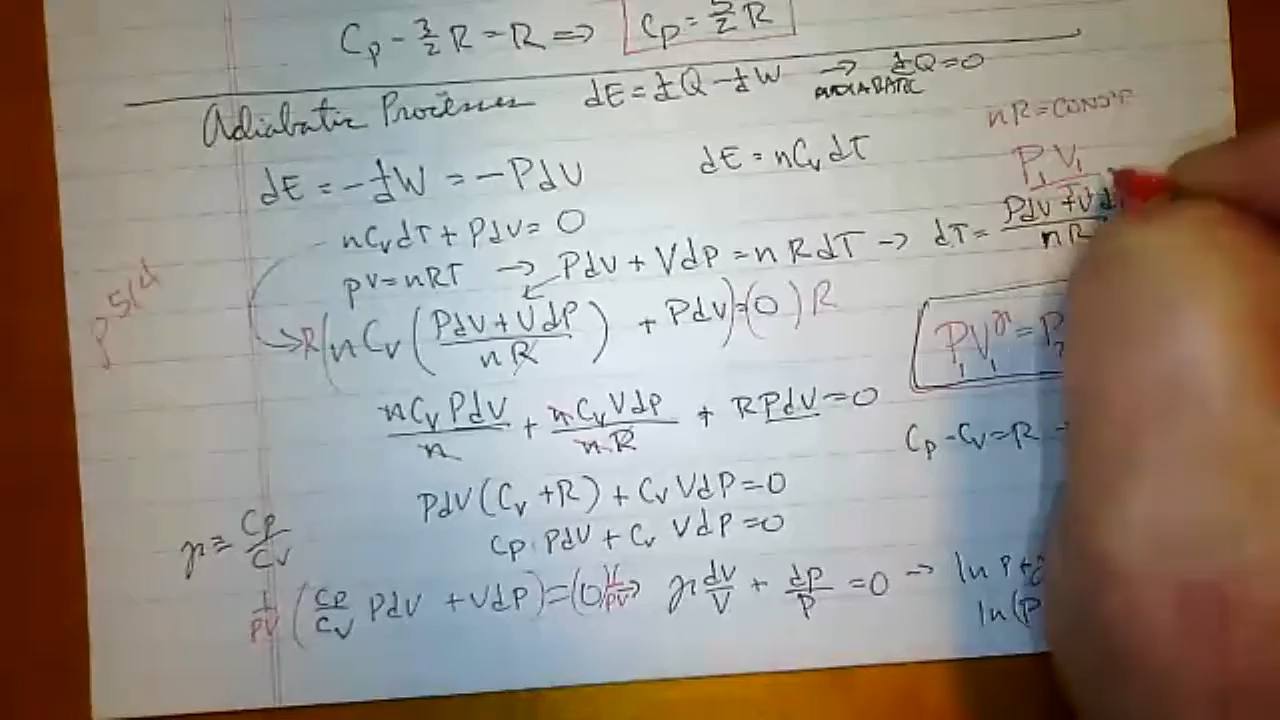 Cp - 3/2 R = R ⇒ Cp = 5/2 R
Adiabatic Processes dE = đQ - đW → ADIABATIC đQ = 0
nR = CONST
dE = -đW = -PdV dE = nCv dT P₁V₁
nCv dT + PdV = 0
PV = nRT → PdV + VdP = nRdT → dT = PdV + Vd / nR
R(nCv (PdV + VdP / nR) + PdV) = (0)R
P₁V₁^γ = P₂
nCv PdV / n + nCv VdP / nR + RPdV = 0
Cp - Cv = R
PdV(Cv + R) + Cv VdP = 0
γ ≡ Cp / Cv
Cp PdV + Cv VdP = 0
1/PV (Cp/Cv PdV + VdP) = (0) 1/PV ⇒ γ dV/V + dP/P = 0 → ln P +
ln(P